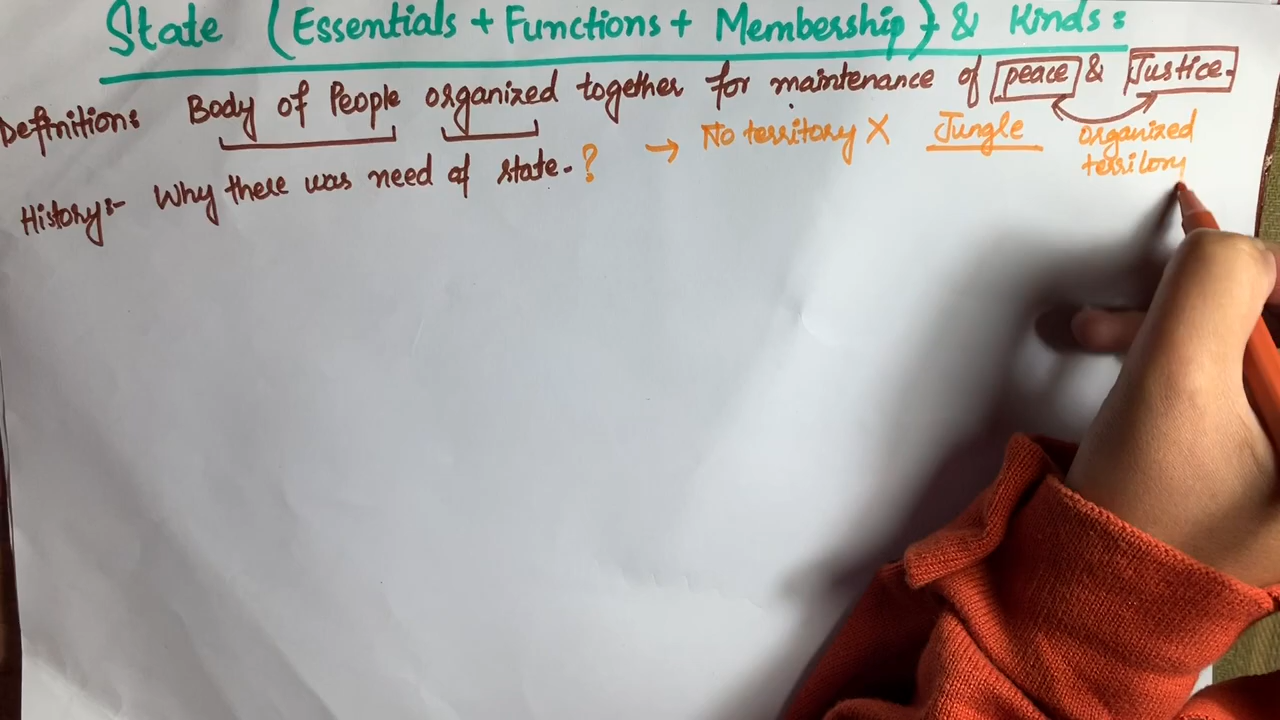 State (Essentials + Functions + Membership) & Kinds:
Definition: Body of People organized together for maintenance of peace & Justice.
History:- Why there was need of state. ? → No territory X Jungle organized
territory